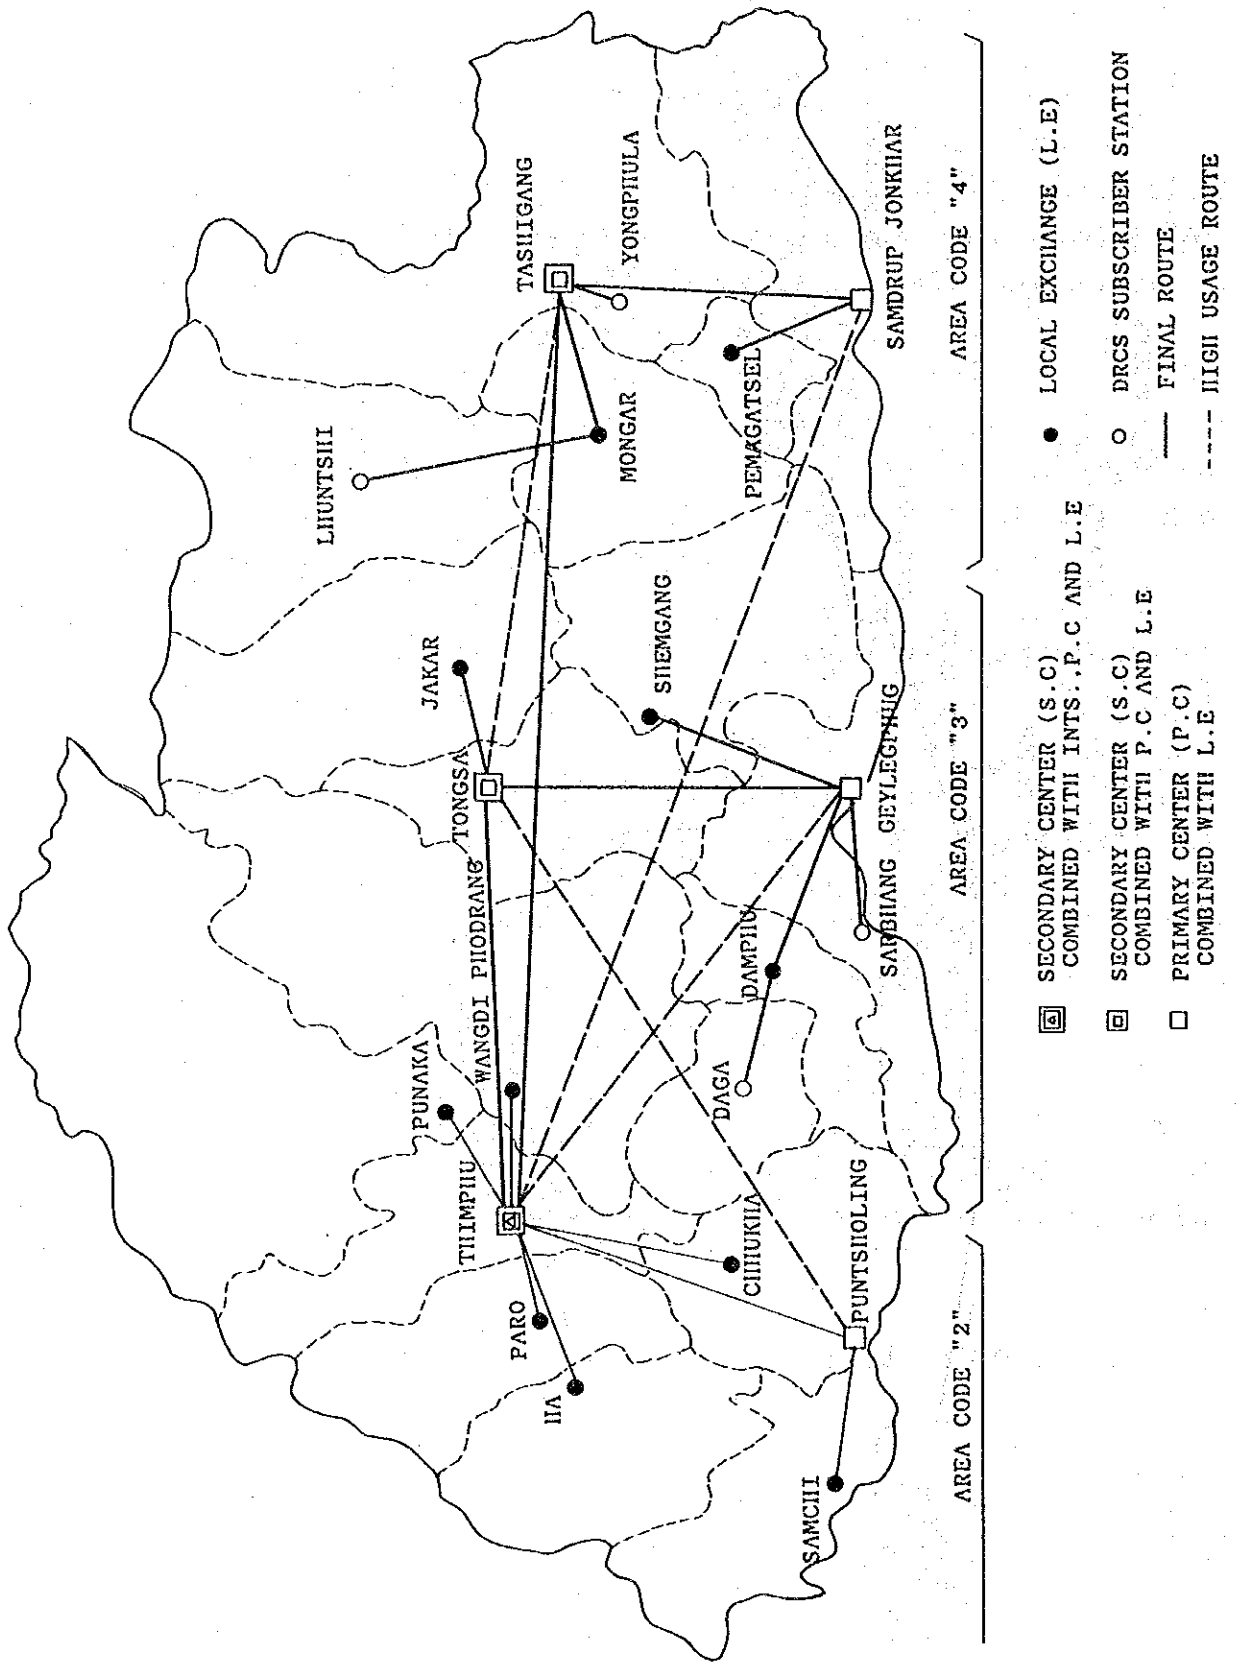 LHUNTSHI
TASHIGANG
YONGPHULA
MONGAR
PEMAGATSEL
SAMDRUP JONKHAR
JAKAR
TONGSA
SHEMGANG
GEYLEGPHUG
SARBHANG
DAMPHU
DAGA
PUNAKA
WANGDI PHODRANG
THIMPHU
PARO
HA
CHHUKHA
PUNTSHOLING
SAMCHI
AREA CODE "2"
AREA CODE "3"
AREA CODE "4"
SECONDARY CENTER (S.C)
COMBINED WITH INTS.,P.C AND L.E
SECONDARY CENTER (S.C)
COMBINED WITH P.C AND L.E
PRIMARY CENTER (P.C)
COMBINED WITH L.E
LOCAL EXCHANGE (L.E)
DRCS SUBSCRIBER STATION
FINAL ROUTE
HIGH USAGE ROUTE